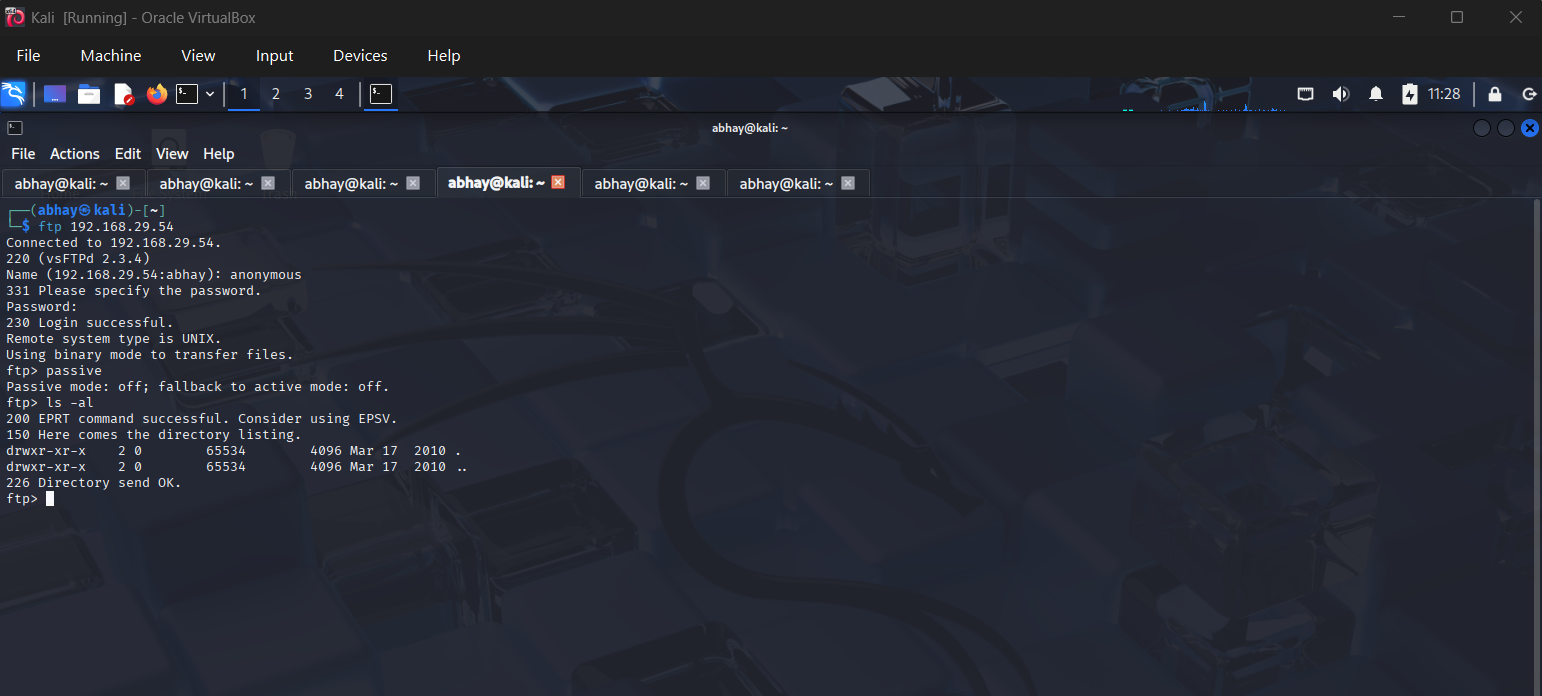 Kali [Running] - Oracle VirtualBox
File Machine View Input Devices Help
1 2 3 4 11:28
abhay@kali: ~
File Actions Edit View Help
abhay@kali: ~ abhay@kali: ~ abhay@kali: ~ abhay@kali: ~ abhay@kali: ~ abhay@kali: ~
┌──(abhay㉿kali)-[~]
└─$ ftp 192.168.29.54
Connected to 192.168.29.54.
220 (vsFTPd 2.3.4)
Name (192.168.29.54:abhay): anonymous
331 Please specify the password.
Password:
230 Login successful.
Remote system type is UNIX.
Using binary mode to transfer files.
ftp> passive
Passive mode: off; fallback to active mode: off.
ftp> ls -al
200 EPRT command successful. Consider using EPSV.
150 Here comes the directory listing.
drwxr-xr-x    2 0        65534        4096 Mar 17  2010 .
drwxr-xr-x    2 0        65534        4096 Mar 17  2010 ..
226 Directory send OK.
ftp>